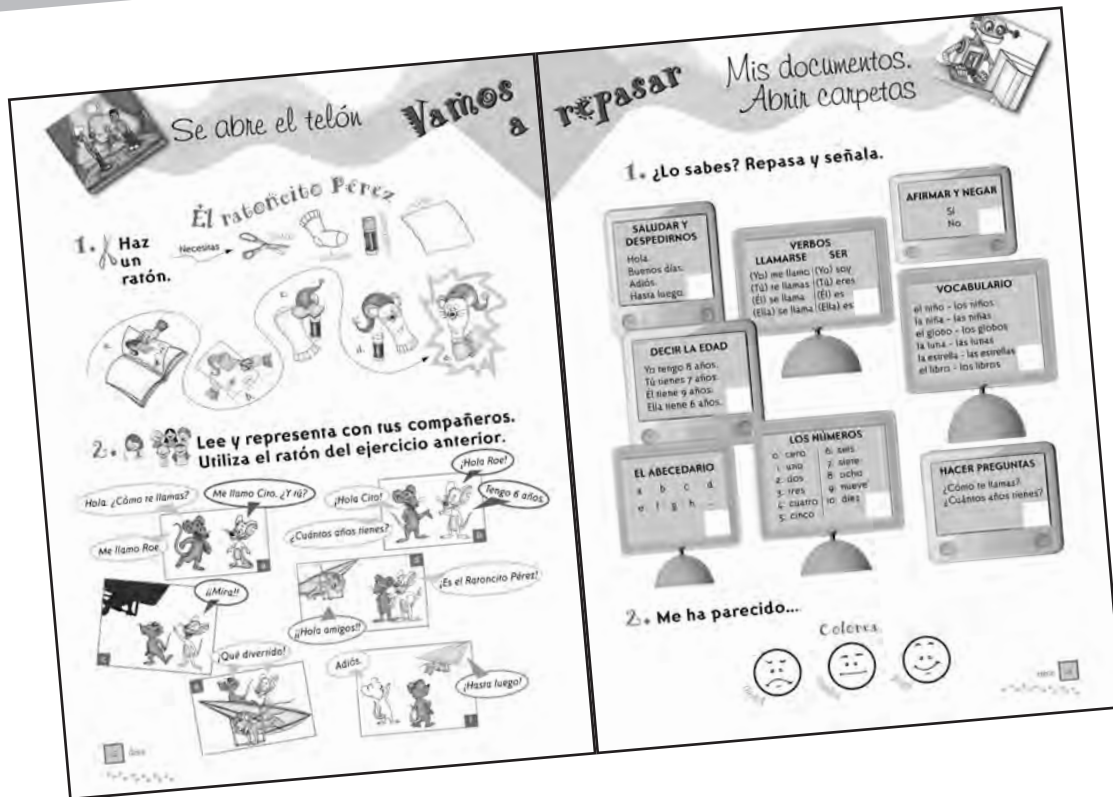 Se abre el telón
Vamos
a
El ratoncito Pérez
1. Haz
un
ratón.
Necesitas
a.
b.
c.
d.
e.
2. Lee y representa con tus compañeros.
Utiliza el ratón del ejercicio anterior.
Hola. ¿Cómo te llamas?
Me llamo Cito. ¿Y tú?
Me llamo Roe
¡Hola Cito!
¡Hola Roe!
¿Cuántos años tienes?
Tengo 6 años
¡¡Mira!!
¡Es el Ratoncito Pérez!
¡¡Hola amigos!!
¡Qué divertido!
Adiós.
¡Hasta luego!
repasar
Mis documentos.
Abrir carpetas
1. ¿Lo sabes? Repasa y señala.
SALUDAR Y
DESPEDIRNOS
Hola.
Buenos días.
Adiós.
Hasta luego.
VERBOS
LLAMARSE SER
(Yo) me llamo (Yo) soy
(Tú) te llamas (Tú) eres
(Él) se llama (Él) es
(Ella) se llama (Ella) es
AFIRMAR Y NEGAR
Sí
No
DECIR LA EDAD
Yo tengo 8 años.
Tú tienes 7 años.
Él tiene 9 años.
Ella tiene 6 años.
VOCABULARIO
el niño - los niños
la niña - las niñas
el globo - los globos
la luna - las lunas
la estrella - las estrellas
el libro - los libros
EL ABECEDARIO
a b c d
e f g h ...
LOS NÚMEROS
0: cero 6: seis
1: uno 7: siete
2: dos 8: ocho
3: tres 9: nueve
4: cuatro 10: diez
5: cinco
HACER PREGUNTAS
¿Cómo te llamas?
¿Cuántos años tienes?
2. Me ha parecido...
Colorea